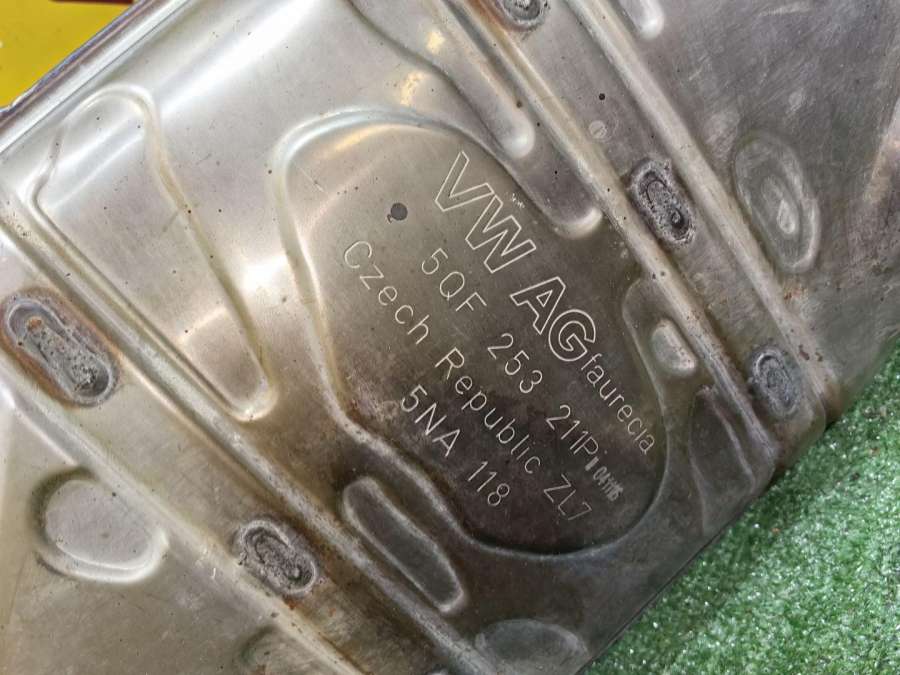 VW AG faurecia
5QF 253 211P
Czech Republic ZL7
5NA 118